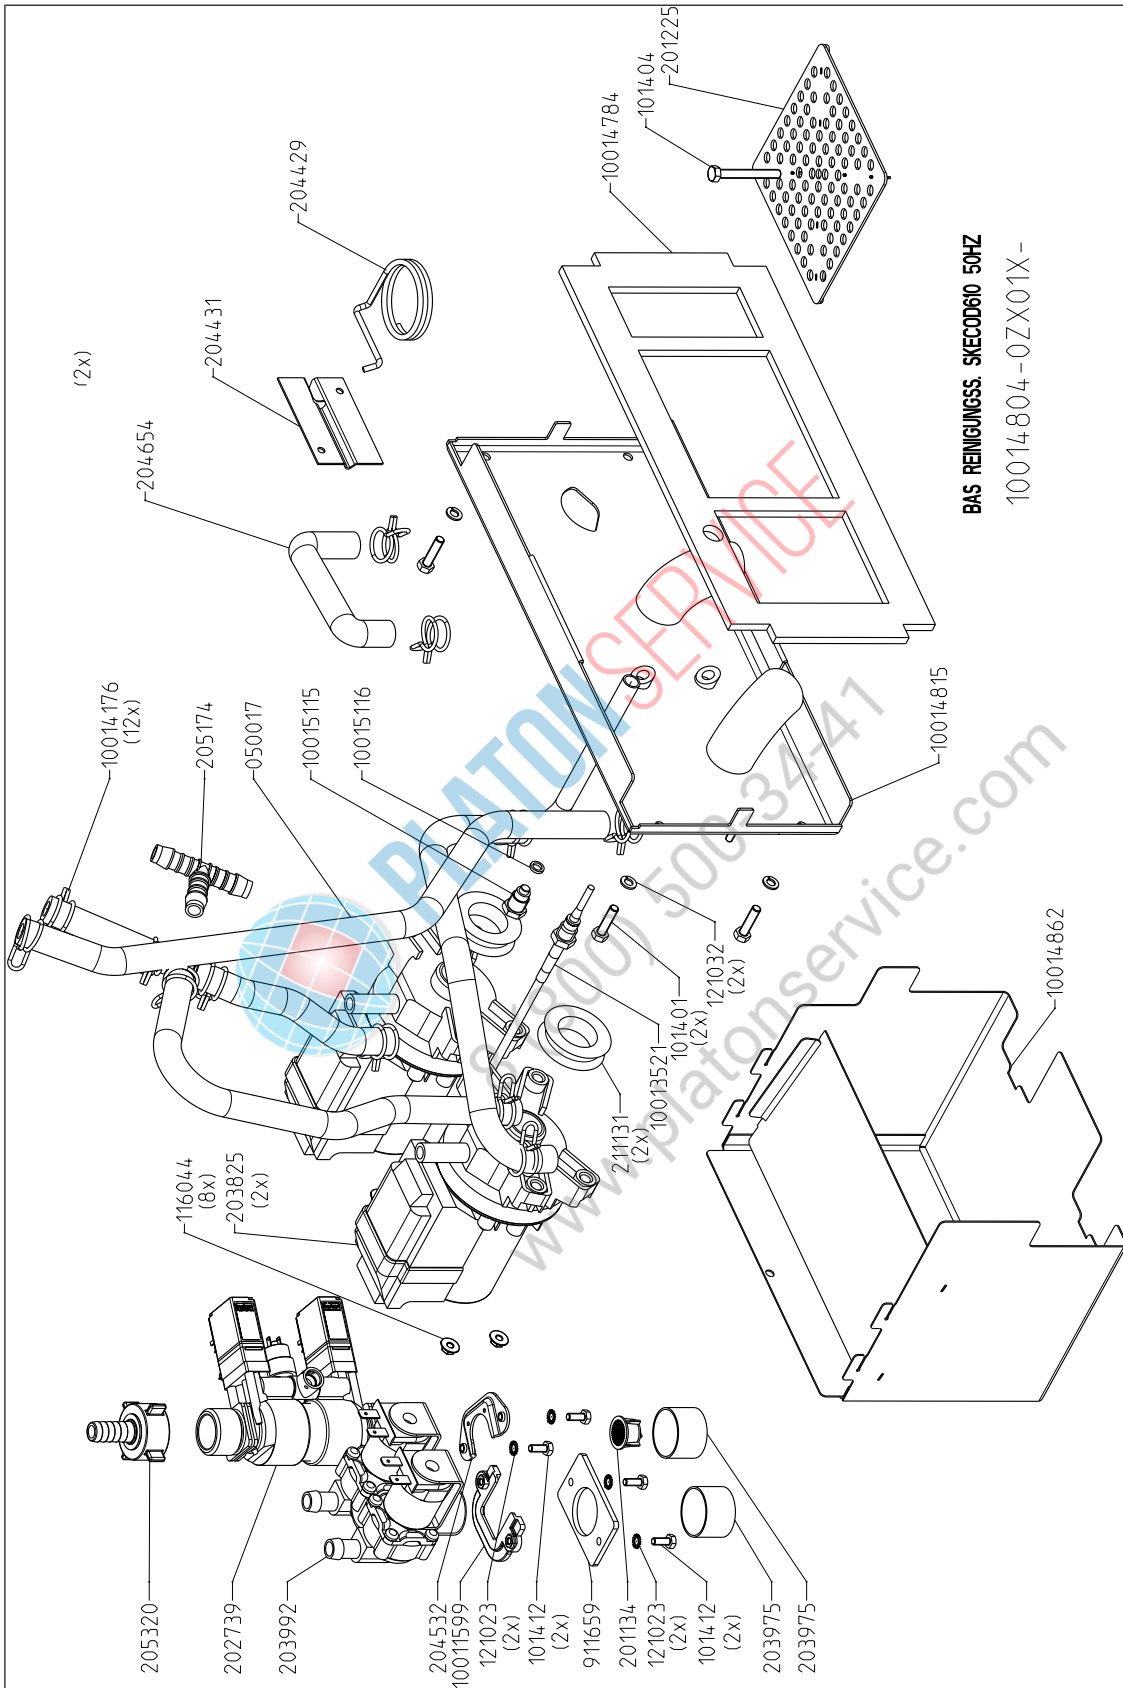 205320
202739
203992
204532
10011599
121023
(2x)
101412
(2x)
911659
201134
121023
(2x)
101412
(2x)
203975
203975
116044
(8x)
203825
(2x)
211131
(2x)
10013521
101401
(2x)
121032
(2x)
10014862
10014176
(12x)
205174
050017
10015115
10015116
10014815
204654
204431
204429
(2x)
10014784
101404
201225
BAS REINIGUNGSS. SKECOD610 50HZ
10014804-0ZX01X-
PLATONSERVICE
8 (800) 500-34-41
www.platonservice.com